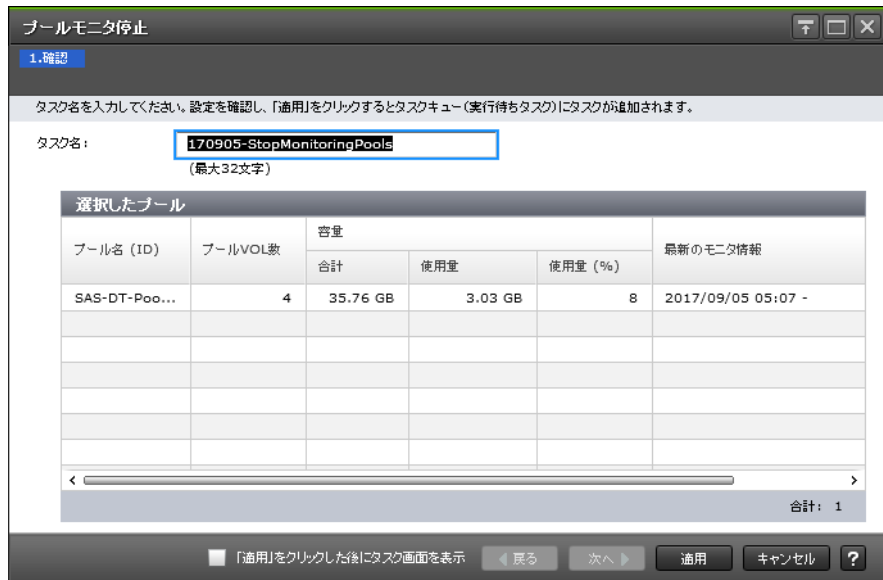 プールモニタ停止
1.確認
タスク名を入力してください。設定を確認し、「適用」をクリックするとタスクキュー(実行待ちタスク)にタスクが追加されます。
タスク名:
170905-StopMonitoringPools
(最大32文字)
選択したプール
プール名 (ID) プールVOL数 容量 最新のモニタ情報
合計 使用量 使用量 (%)
SAS-DT-Poo... 4 35.76 GB 3.03 GB 8 2017/09/05 05:07 -
合計: 1
「適用」をクリックした後にタスク画面を表示 戻る 次へ 適用 キャンセル ?